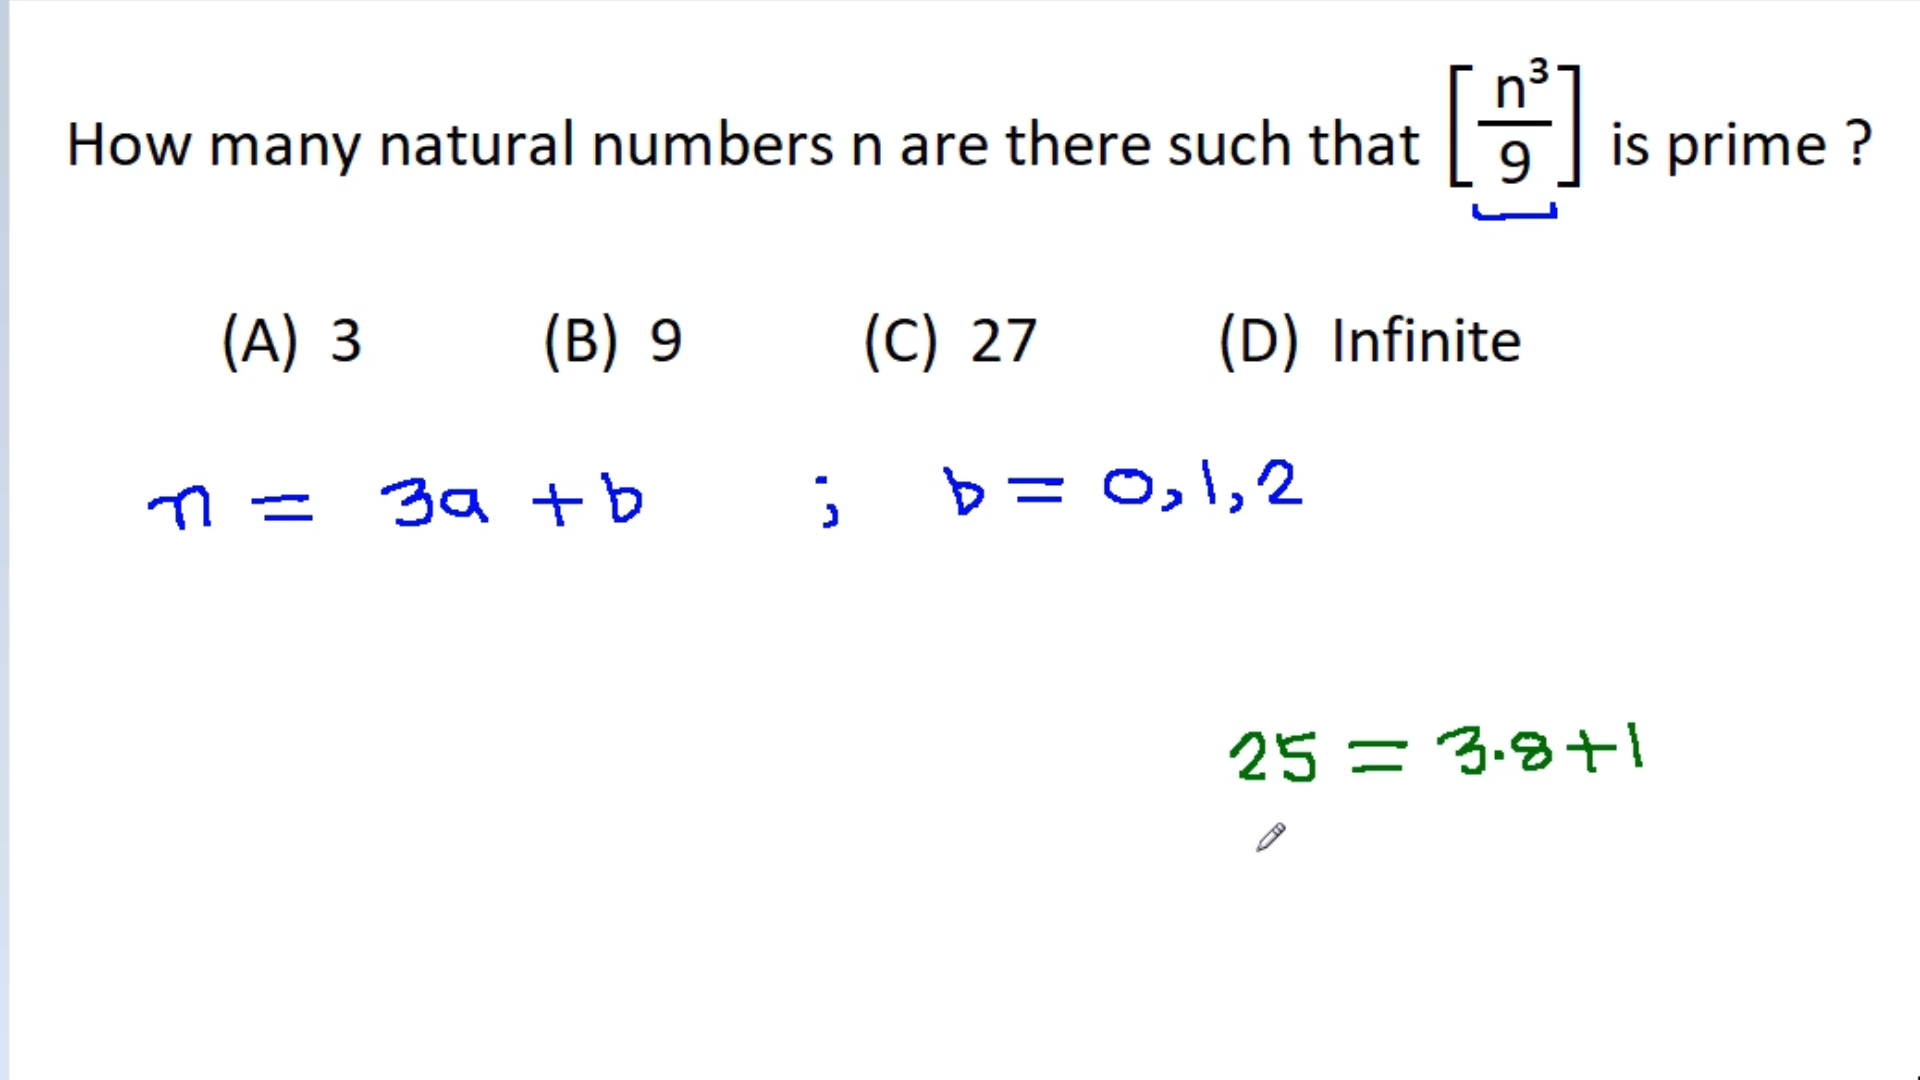 How many natural numbers n are there such that [n³/9] is prime ?
(A) 3 (B) 9 (C) 27 (D) Infinite
n = 3a + b ; b = 0,1,2
25 = 3.8+1